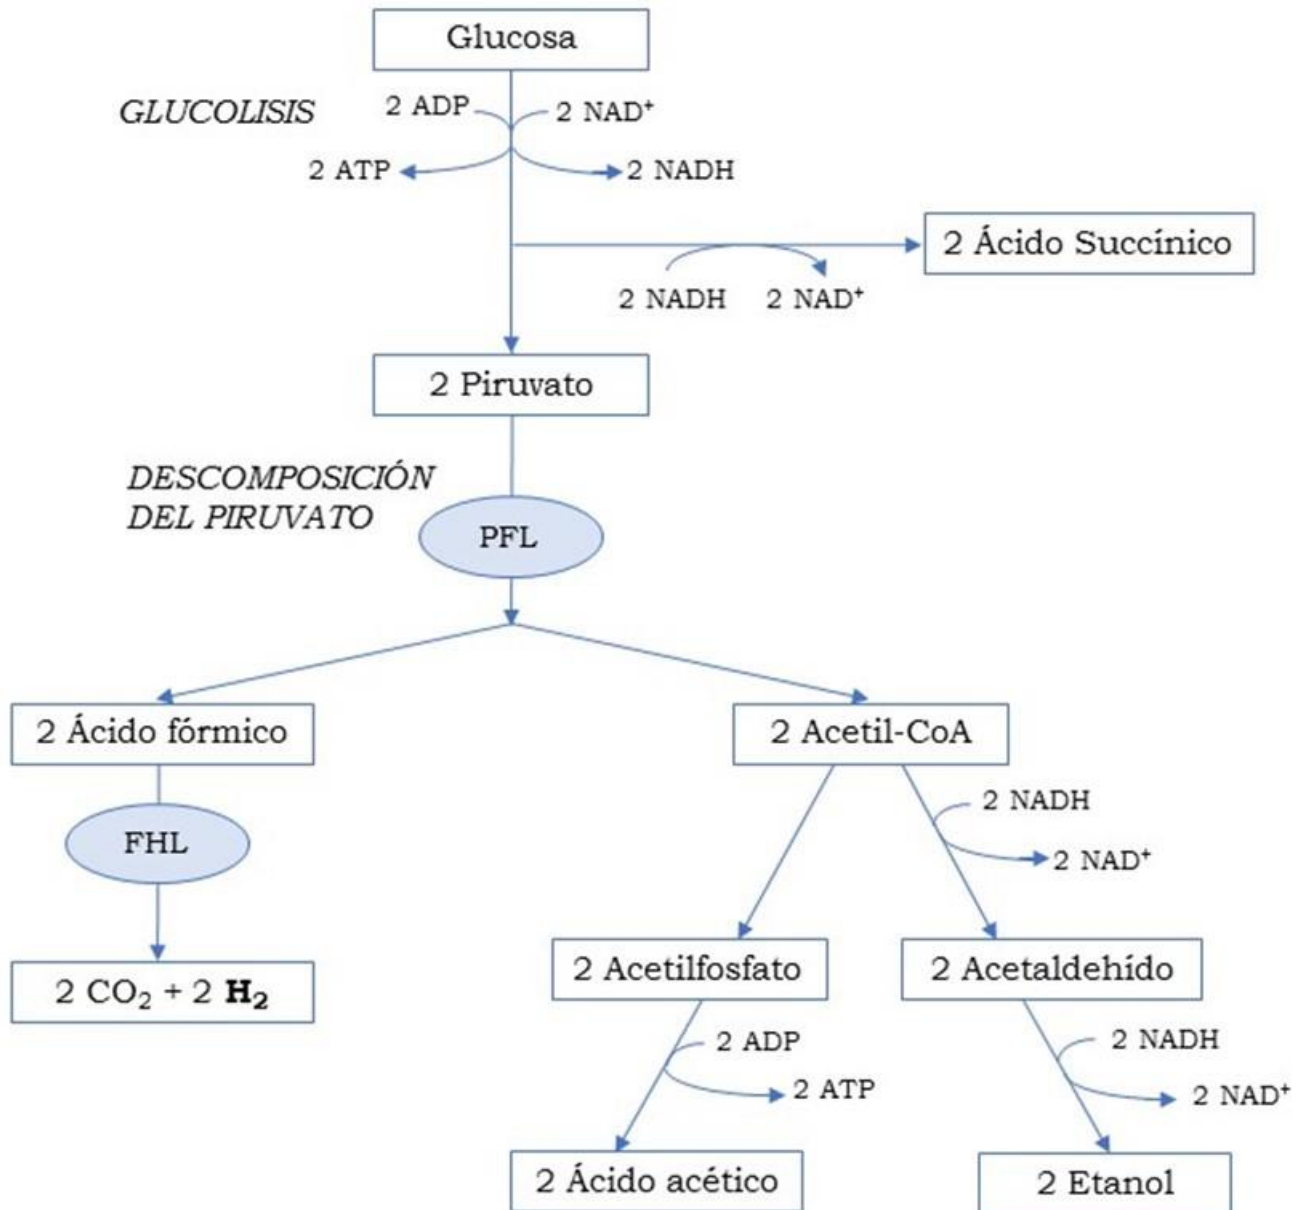 Glucosa
GLUCOLISIS
2 ADP
2 NAD⁺
2 ATP
2 NADH
2 Ácido Succínico
2 NADH
2 NAD⁺
2 Piruvato
DESCOMPOSICIÓN
DEL PIRUVATO
PFL
2 Ácido fórmico
2 Acetil-CoA
2 NADH
FHL
2 NAD⁺
2 Acetilfosfato
2 Acetaldehído
2 CO₂ + 2 H₂
2 ADP
2 NADH
2 ATP
2 NAD⁺
2 Ácido acético
2 Etanol